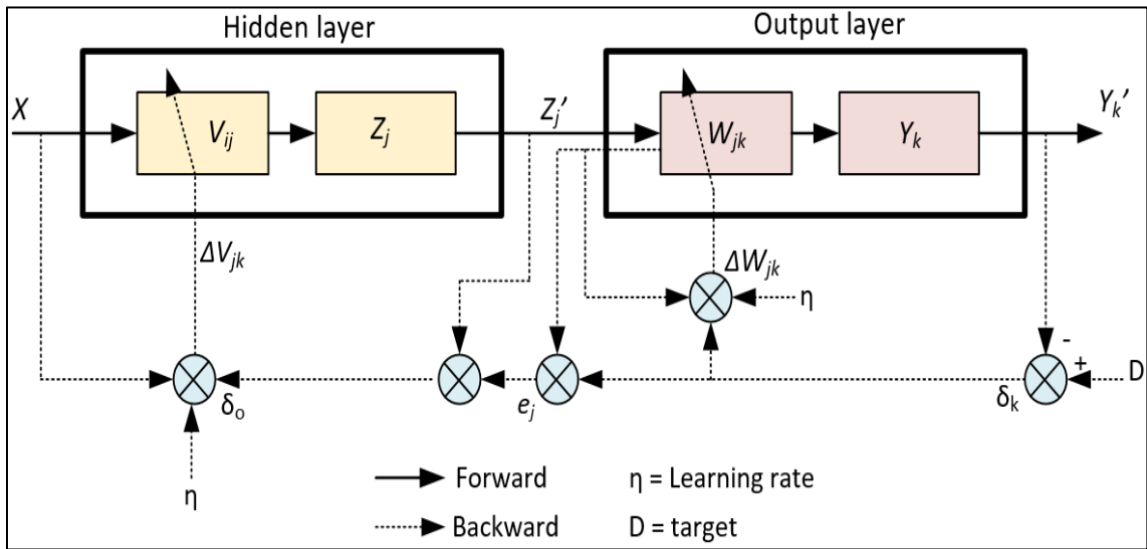 Hidden layer
Output layer
X
V_ij
Z_j
Z_j’
W_jk
Y_k
Y_k’
ΔV_jk
ΔW_jk
η
-
+
D
δ_o
e_j
δ_k
η
Forward
η = Learning rate
Backward
D = target